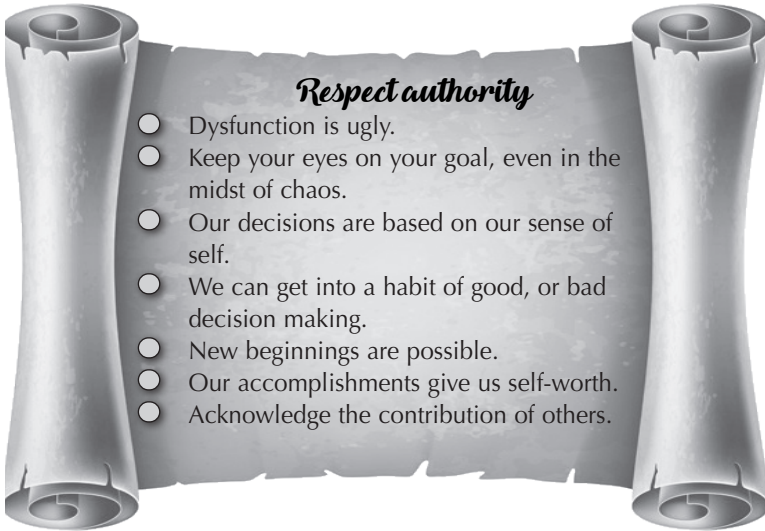 Respect authority
Dysfunction is ugly.
Keep your eyes on your goal, even in the
midst of chaos.
Our decisions are based on our sense of
self.
We can get into a habit of good, or bad
decision making.
New beginnings are possible.
Our accomplishments give us self-worth.
Acknowledge the contribution of others.